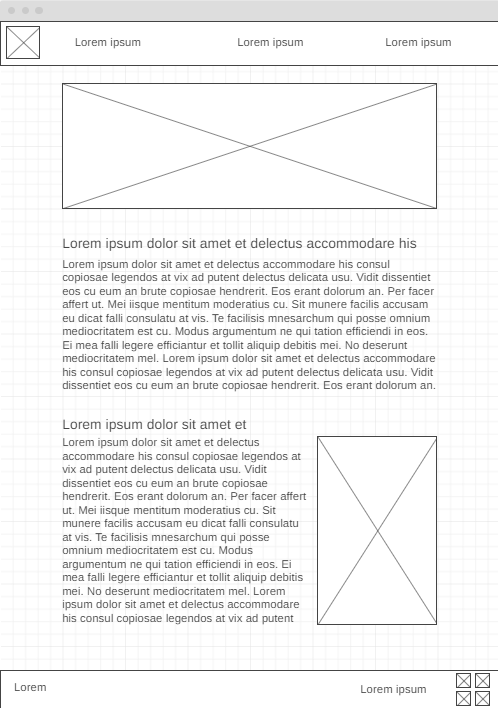 Lorem ipsum
Lorem ipsum
Lorem ipsum
Lorem ipsum dolor sit amet et delectus accommodare his
Lorem ipsum dolor sit amet et delectus accommodare his consul
copiosae legendos at vix ad putent delectus delicata usu. Vidit dissentiet
eos cu eum an brute copiosae hendrerit. Eos erant dolorum an. Per facer
affert ut. Mei iisque mentitum moderatius cu. Sit munere facilis accusam
eu dicat falli consulatu at vis. Te facilisis mnesarchum qui posse omnium
mediocritatem est cu. Modus argumentum ne qui tation efficiendi in eos.
Ei mea falli legere efficiantur et tollit aliquip debitis mei. No deserunt
mediocritatem mel. Lorem ipsum dolor sit amet et delectus accommodare
his consul copiosae legendos at vix ad putent delectus delicata usu. Vidit
dissentiet eos cu eum an brute copiosae hendrerit. Eos erant dolorum an.
Lorem ipsum dolor sit amet et
Lorem ipsum dolor sit amet et delectus
accommodare his consul copiosae legendos at
vix ad putent delectus delicata usu. Vidit
dissentiet eos cu eum an brute copiosae
hendrerit. Eos erant dolorum an. Per facer affert
ut. Mei iisque mentitum moderatius cu. Sit
munere facilis accusam eu dicat falli consulatu
at vis. Te facilisis mnesarchum qui posse
omnium mediocritatem est cu. Modus
argumentum ne qui tation efficiendi in eos. Ei
mea falli legere efficiantur et tollit aliquip debitis
mei. No deserunt mediocritatem mel. Lorem
ipsum dolor sit amet et delectus accommodare
his consul copiosae legendos at vix ad putent
Lorem
Lorem ipsum